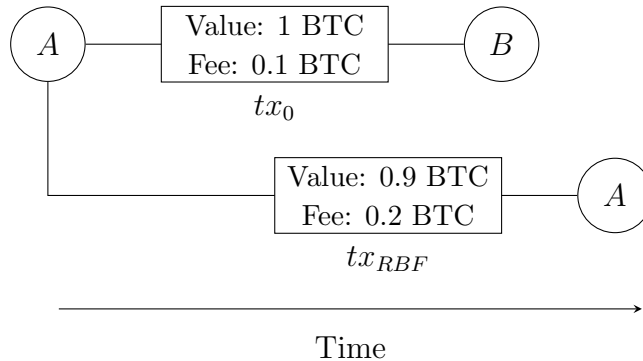 A
Value: 1 BTC
Fee: 0.1 BTC
B
tx0
Value: 0.9 BTC
Fee: 0.2 BTC
A
txRBF
Time